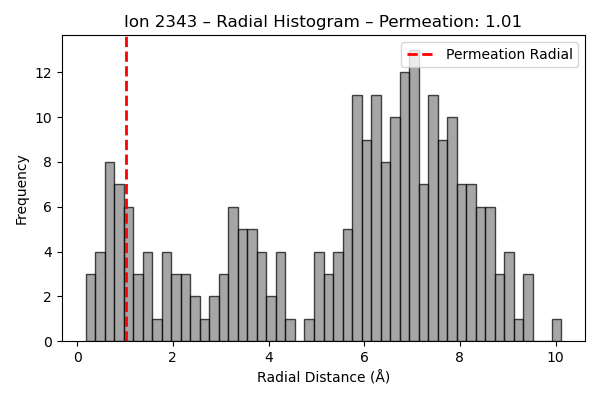 Ion 2343 – Radial Histogram – Permeation: 1.01
Permeation Radial
Frequency
12
10
8
6
4
2
0
0 2 4 6 8 10
Radial Distance (Å)